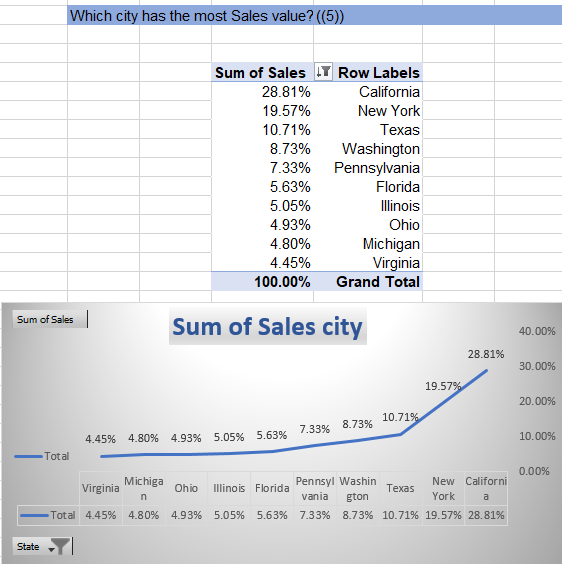 Which city has the most Sales value? ((5))
Sum of Sales Row Labels
28.81% California
19.57% New York
10.71% Texas
8.73% Washington
7.33% Pennsylvania
5.63% Florida
5.05% Illinois
4.93% Ohio
4.80% Michigan
4.45% Virginia
100.00% Grand Total
Sum of Sales
Sum of Sales city
40.00%
30.00%
20.00%
10.00%
0.00%
4.45% 4.80% 4.93% 5.05% 5.63% 7.33% 8.73% 10.71% 19.57% 28.81%
Total
Virginia Michiga
n Ohio Illinois Florida Pennsyl
vania Washin
gton Texas New
York Californi
a
Total 4.45% 4.80% 4.93% 5.05% 5.63% 7.33% 8.73% 10.71% 19.57% 28.81%
State